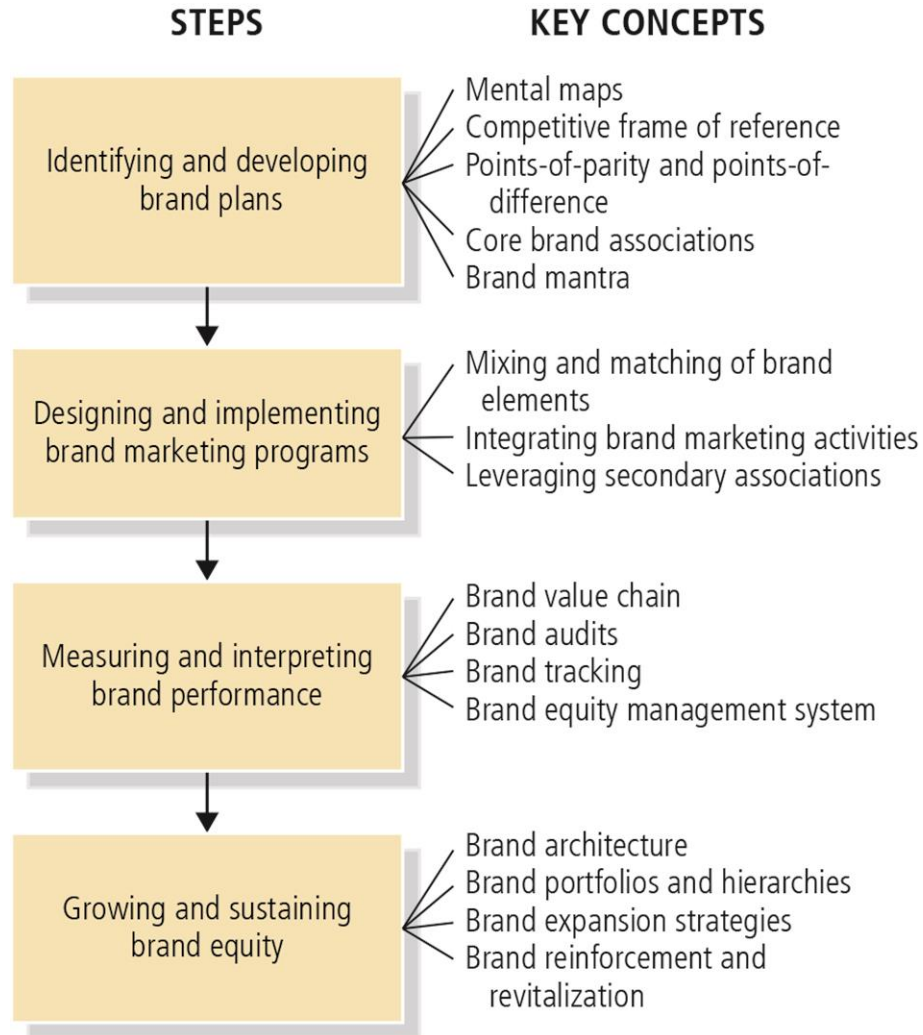 STEPS
KEY CONCEPTS
Identifying and developing
brand plans
Mental maps
Competitive frame of reference
Points-of-parity and points-of-
difference
Core brand associations
Brand mantra
Designing and implementing
brand marketing programs
Mixing and matching of brand
elements
Integrating brand marketing activities
Leveraging secondary associations
Measuring and interpreting
brand performance
Brand value chain
Brand audits
Brand tracking
Brand equity management system
Growing and sustaining
brand equity
Brand architecture
Brand portfolios and hierarchies
Brand expansion strategies
Brand reinforcement and
revitalization